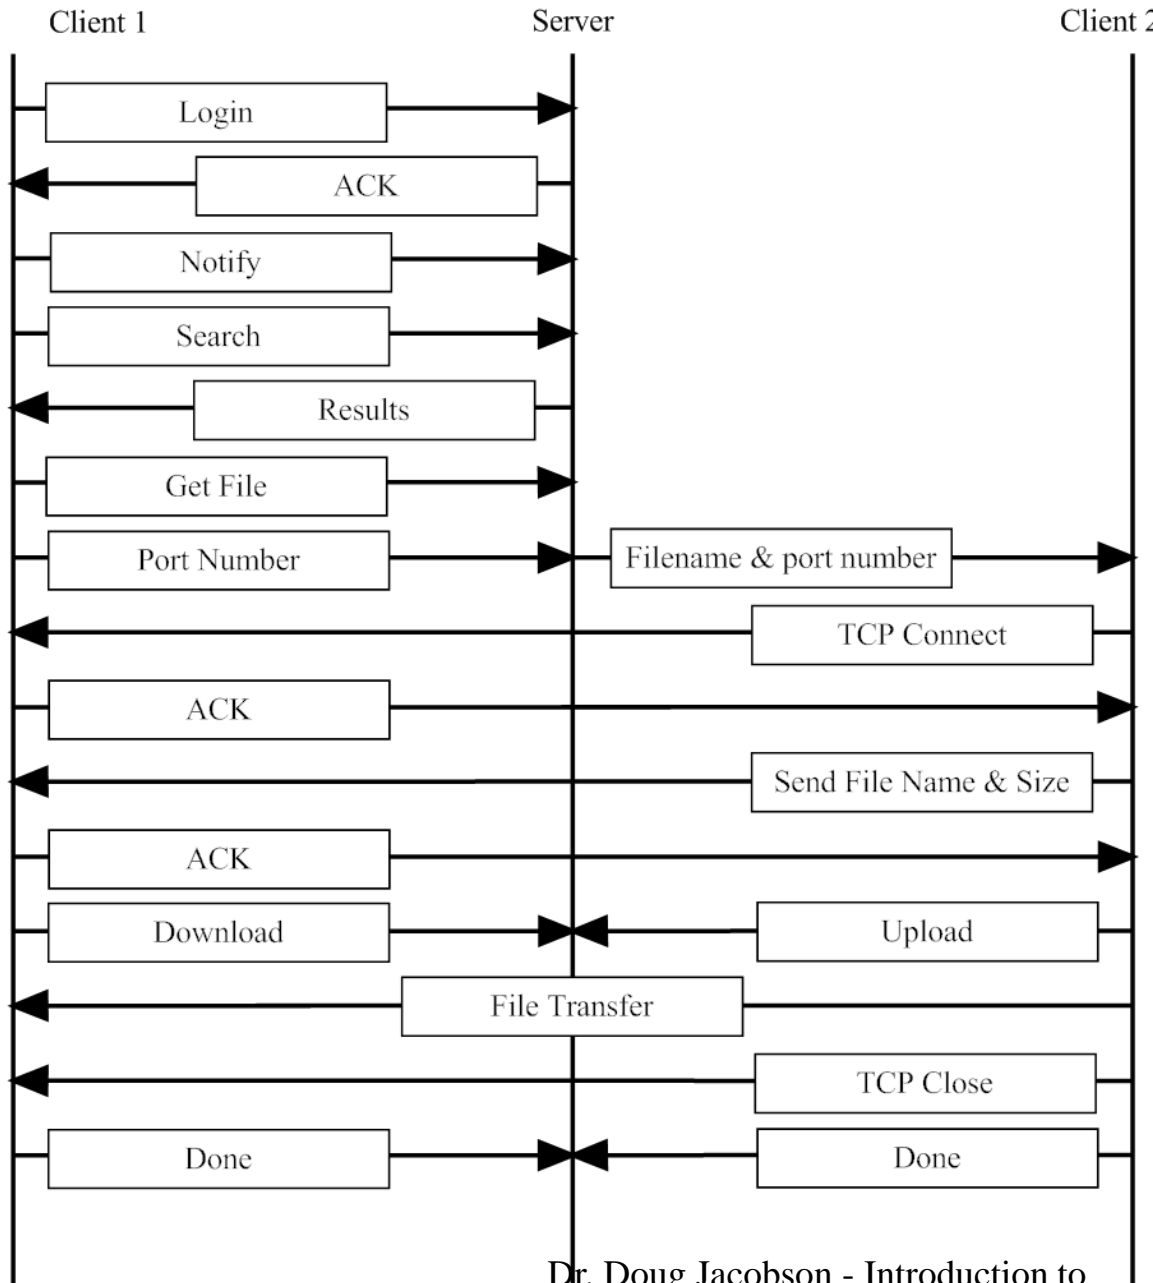 Client 1 Server Client 2
Login
ACK
Notify
Search
Results
Get File
Port Number Filename & port number
TCP Connect
ACK
Send File Name & Size
ACK
Download Upload
File Transfer
TCP Close
Done Done
Dr. Doug Jacobson - Introduction to